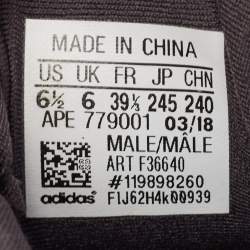 MADE IN CHINA
US UK FR JP CHN
6½ 6 39⅓ 245 240
APE 779001 03/18
MALE/MÂLE
ART F36640
#119898260
adidas F1J62H4k00939